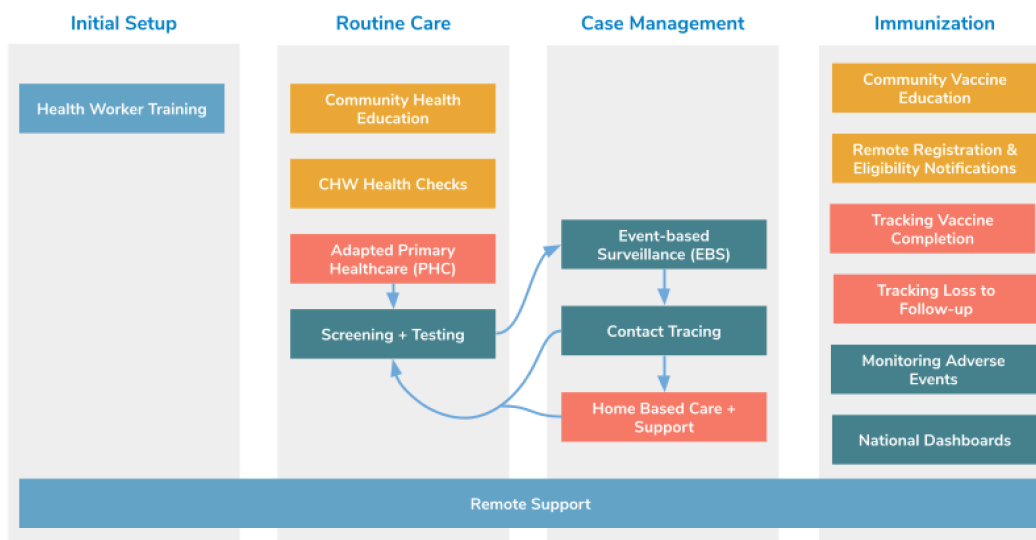 Initial Setup
Routine Care
Case Management
Immunization
Health Worker Training
Community Health
Education
CHW Health Checks
Adapted Primary
Healthcare (PHC)
Screening + Testing
Event-based
Surveillance (EBS)
Contact Tracing
Home Based Care +
Support
Community Vaccine
Education
Remote Registration &
Eligibility Notifications
Tracking Vaccine
Completion
Tracking Loss to
Follow-up
Monitoring Adverse
Events
National Dashboards
Remote Support